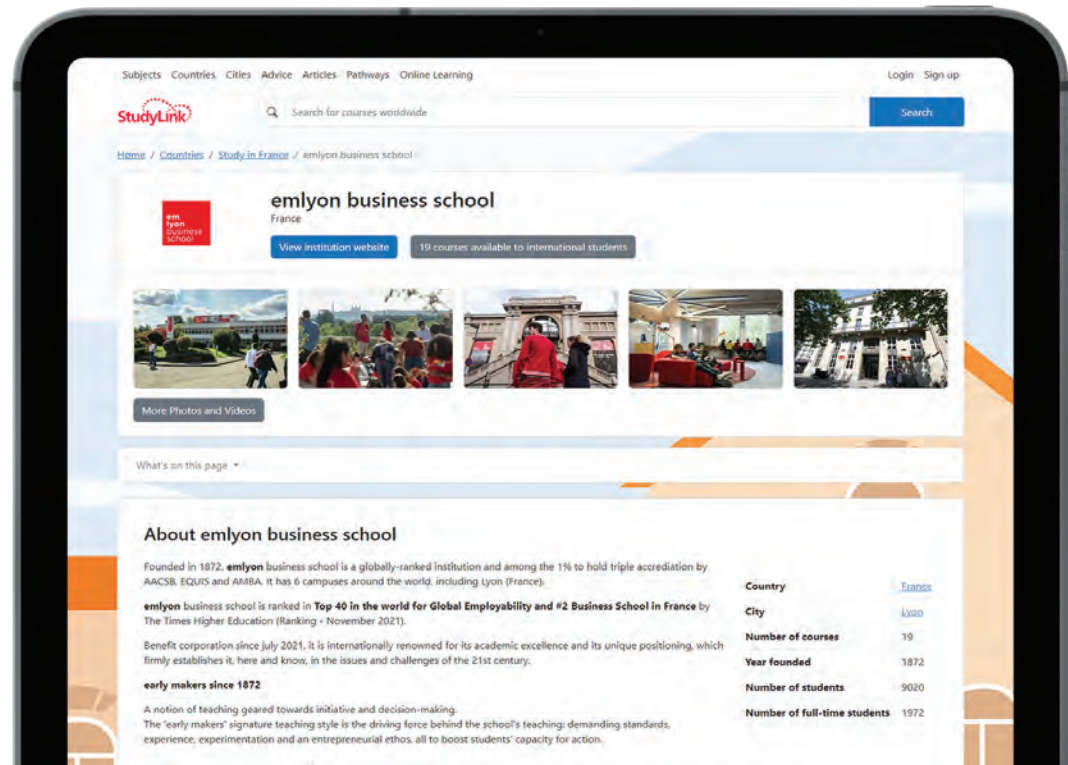 Subjects Countries Cities Advice Articles Pathways Online Learning
Login Sign up
StudyLink
Search for courses worldwide
Search
Home / Countries / Study in France / emlyon business school
em
lyon
business
school
emlyon business school
France
View institution website
19 courses available to international students
More Photos and Videos
What's on this page
About emlyon business school
Founded in 1872, emlyon business school is a globally-ranked institution and among the 1% to hold triple accreditation by
AACSB, EQUIS and AMBA. It has 6 campuses around the world, including Lyon (France).
emlyon business school is ranked in Top 40 in the world for Global Employability and #2 Business School in France by
The Times Higher Education (Ranking - November 2021).
Benefit corporation since july 2021, it is internationally renowned for its academic excellence and its unique positioning, which
firmly establishes it, here and know, in the issues and challenges of the 21st century.
early makers since 1872
A notion of teaching geared towards initiative and decision-making.
The 'early makers' signature teaching style is the driving force behind the school's teaching: demanding standards,
experience, experimentation and an entrepreneurial ethos, all to boost students' capacity for action.
Country France
City Lyon
Number of courses 19
Year founded 1872
Number of students 9020
Number of full-time students 1972